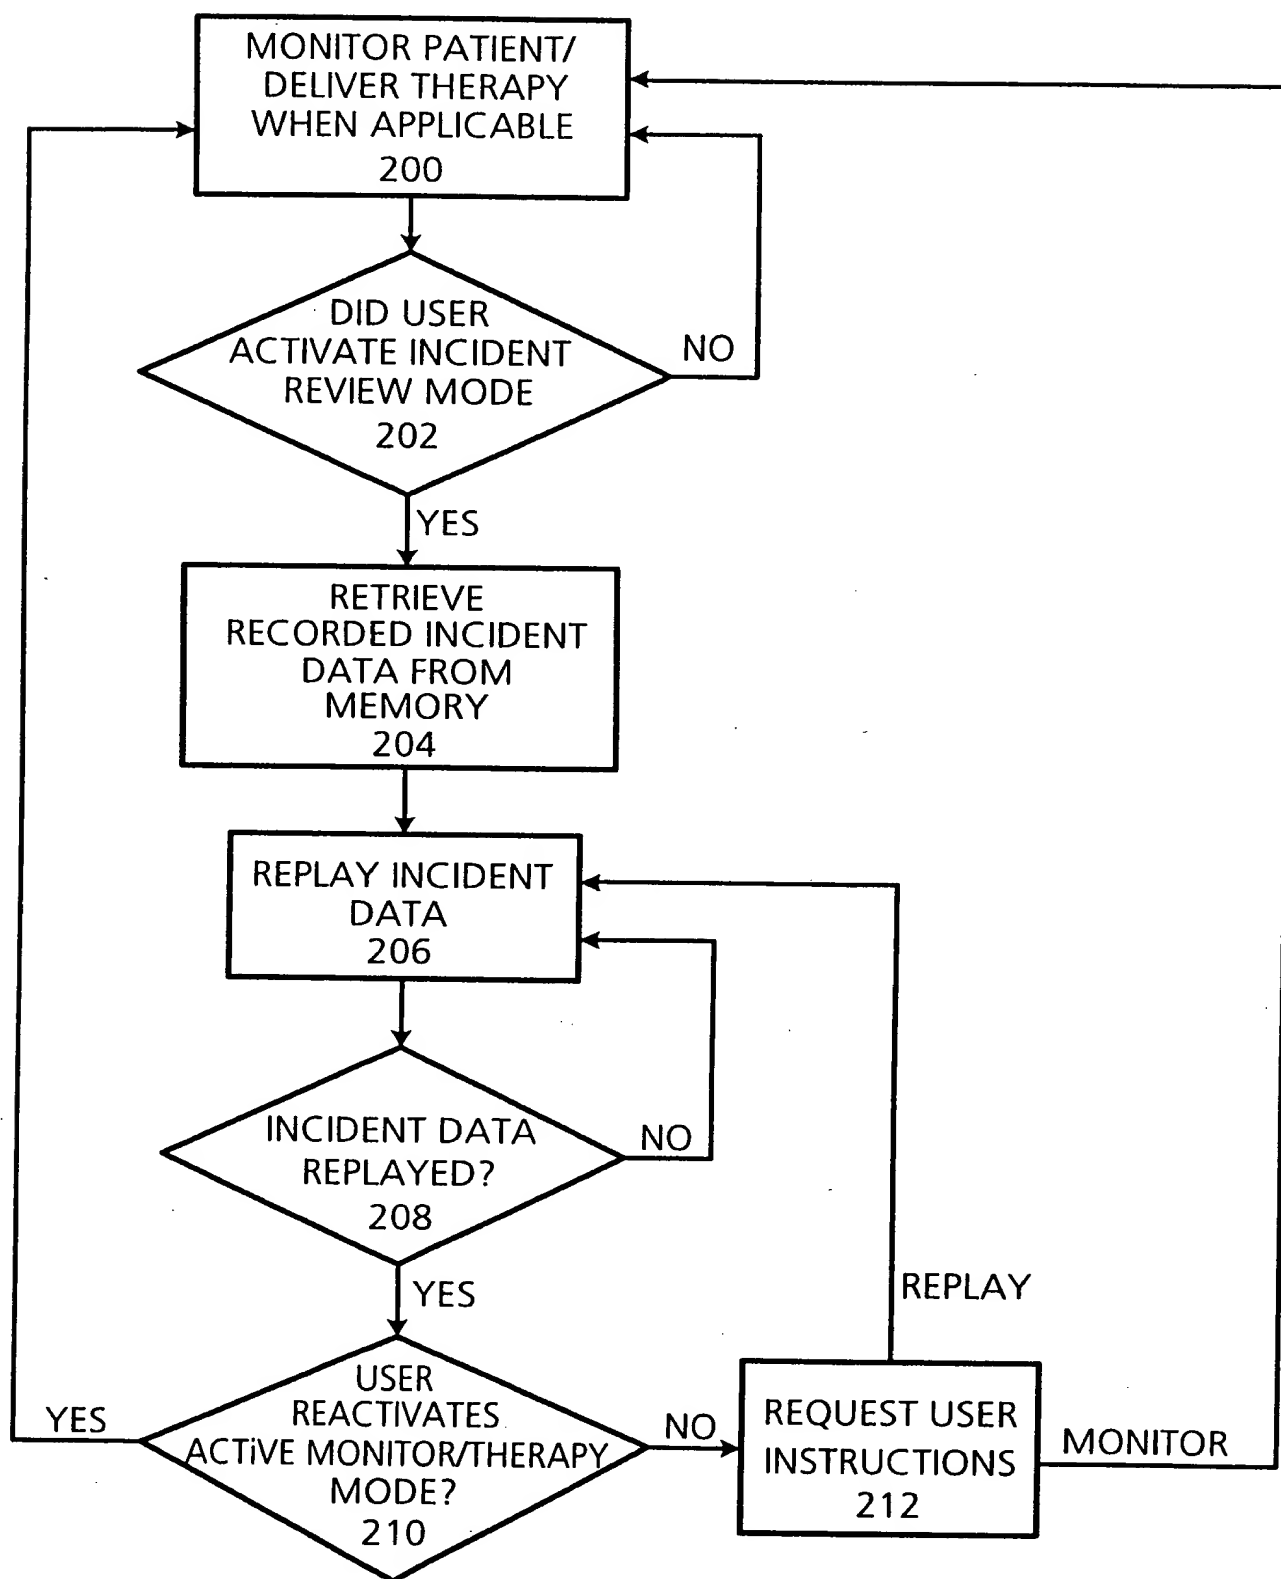 MONITOR PATIENT/
DELIVER THERAPY
WHEN APPLICABLE
200
DID USER
ACTIVATE INCIDENT
REVIEW MODE
202
NO
YES
RETRIEVE
RECORDED INCIDENT
DATA FROM
MEMORY
204
REPLAY INCIDENT
DATA
206
INCIDENT DATA
REPLAYED?
208
NO
YES
REPLAY
USER
REACTIVATES
ACTiVE MONITOR/THERAPY
MODE?
210
YES
NO
REQUEST USER
INSTRUCTIONS
212
MONITOR